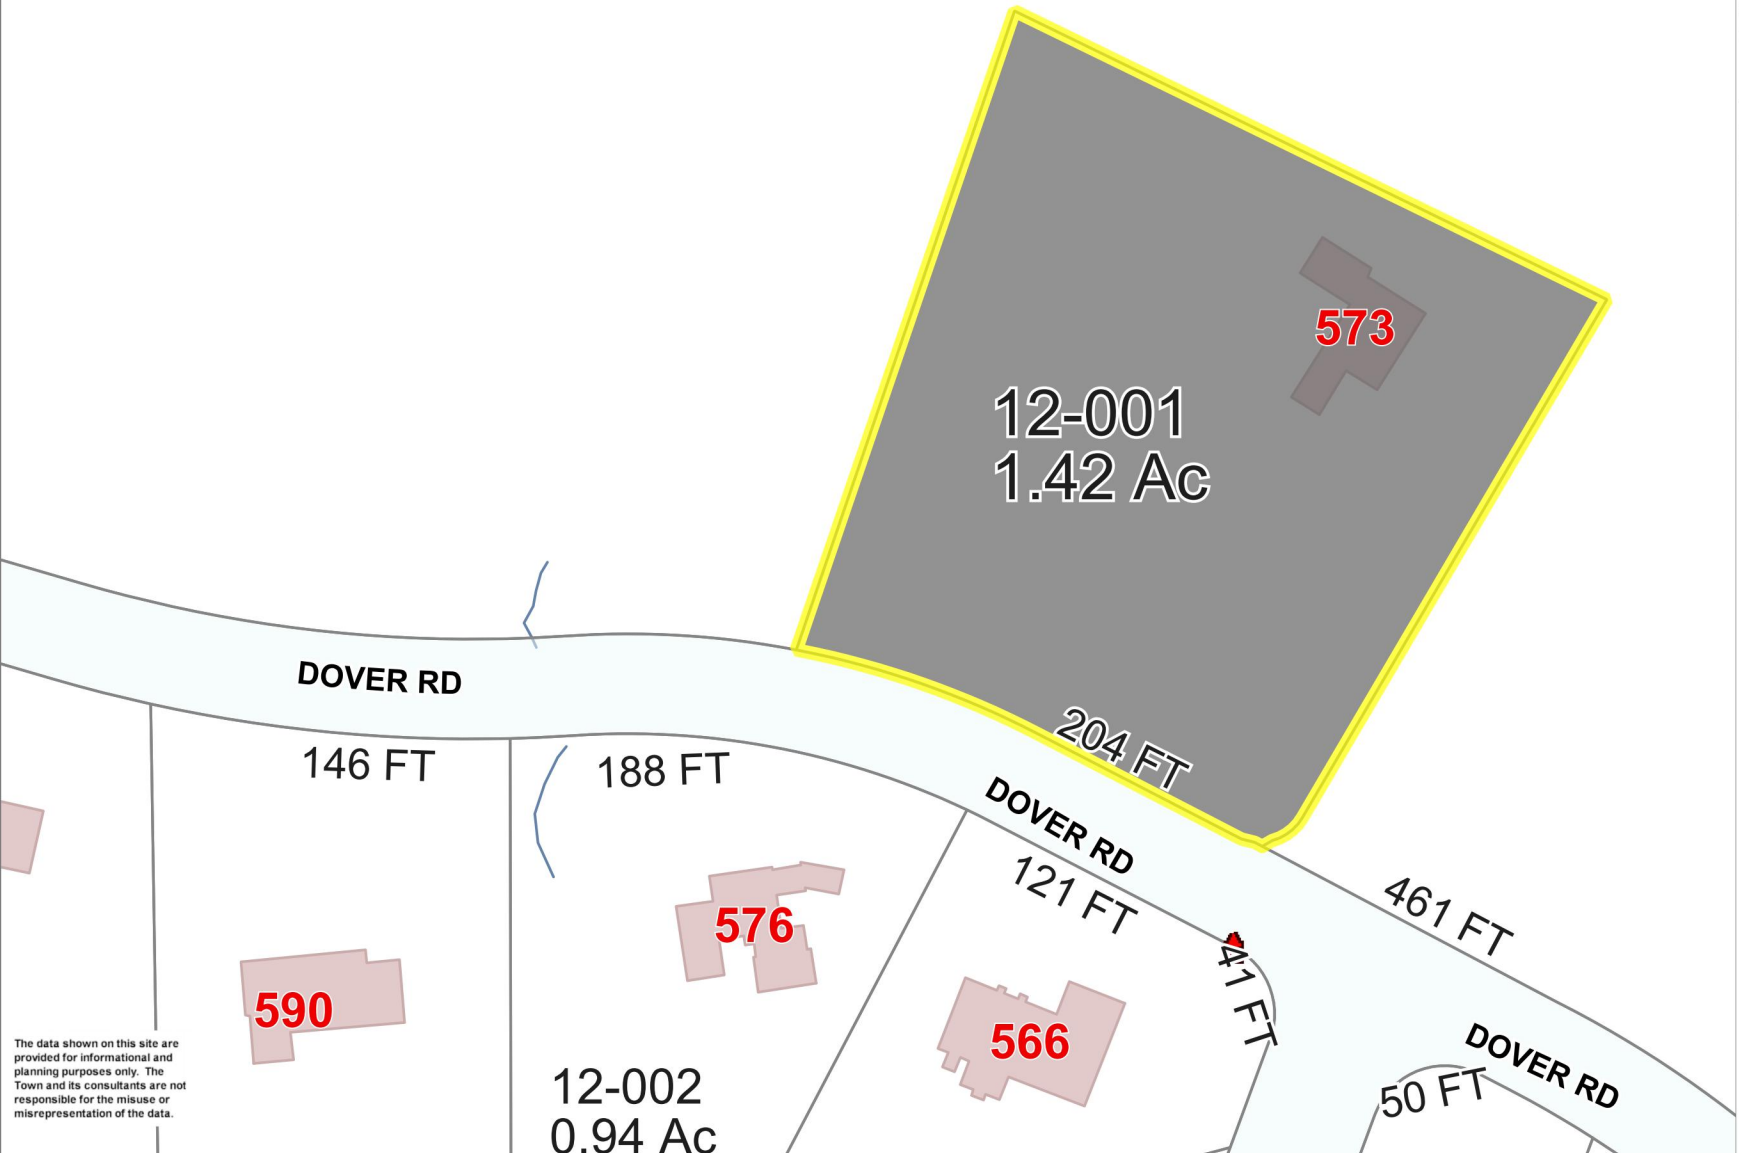 573
12-001
1.42 Ac
204 FT
DOVER RD
146 FT
188 FT
DOVER RD
121 FT
461 FT
41 FT
576
590
566
DOVER RD
50 FT
12-002
0.94 Ac
The data shown on this site are
provided for informational and
planning purposes only. The
Town and its consultants are not
responsible for the misuse or
misrepresentation of the data.